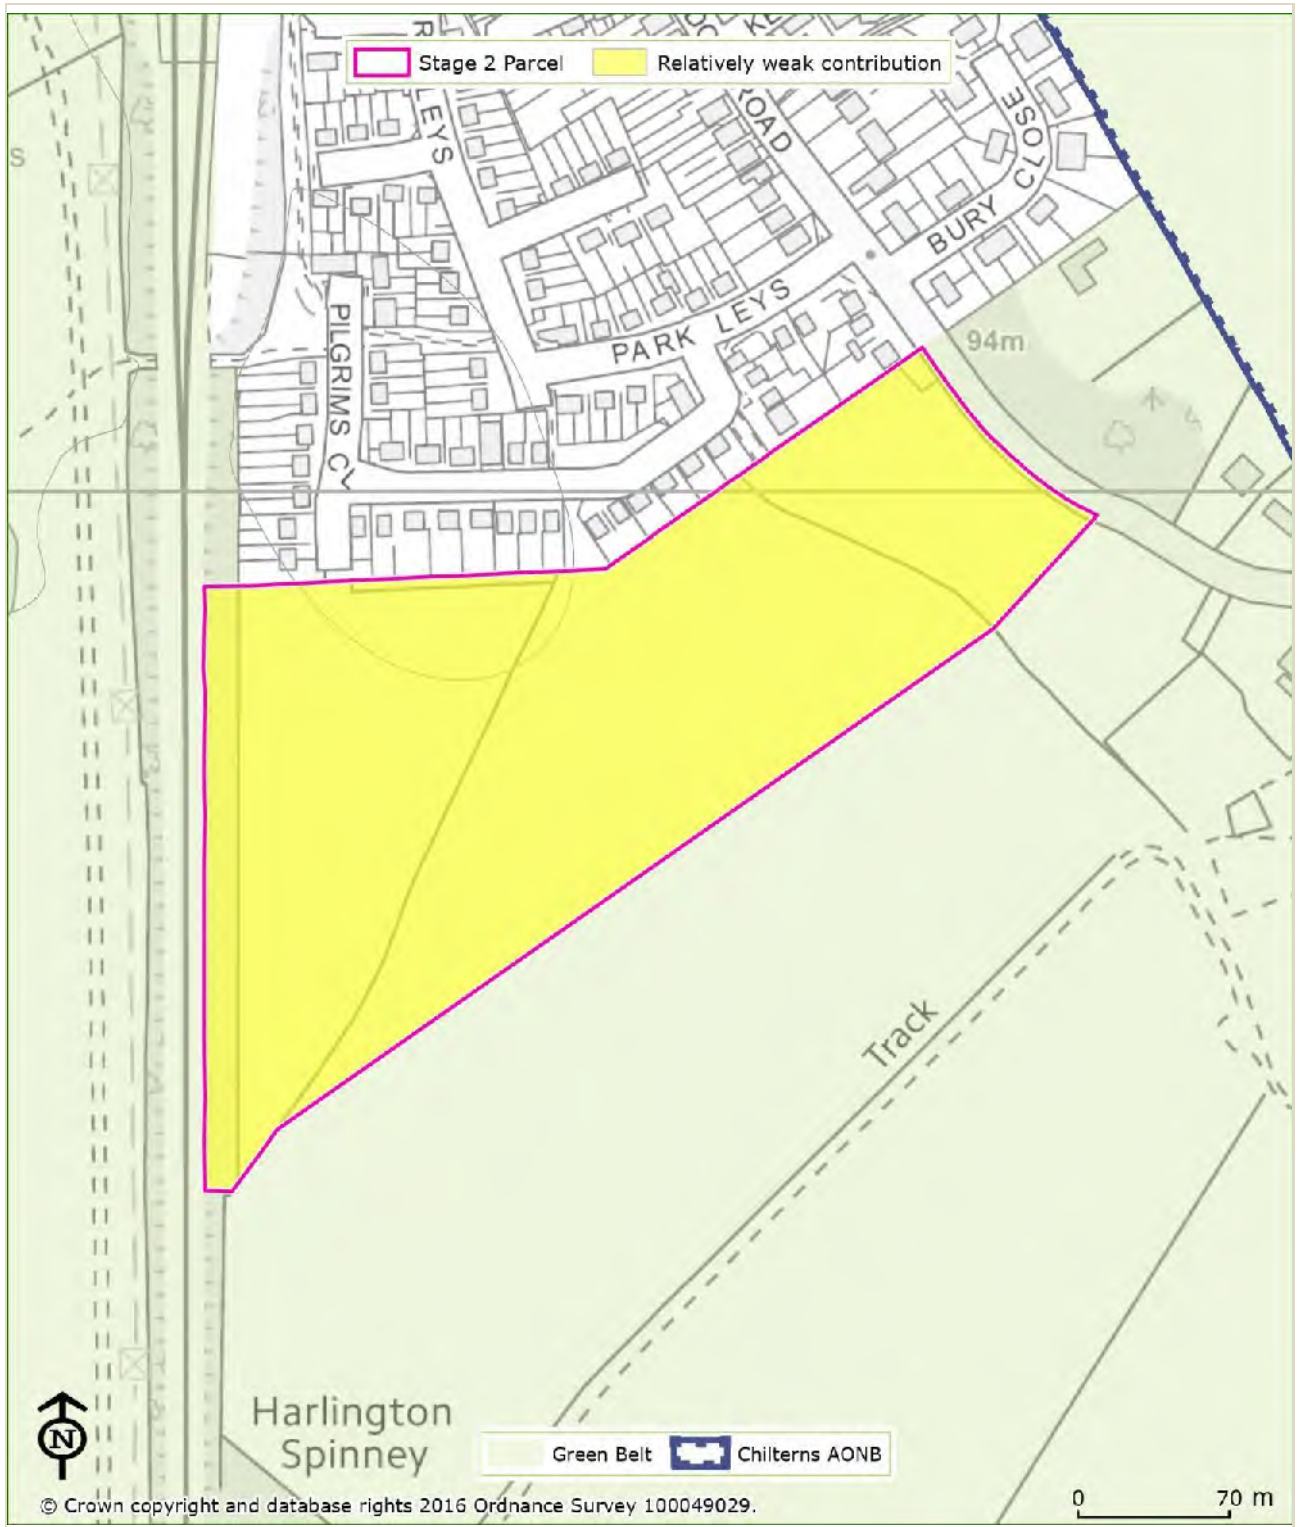 Stage 2 Parcel
Relatively weak contribution
LEYS
ROAD
CLOSE
BURY
94m
PARK LEYS
PILGRIMS
Track
Harlington
Spinney
Green Belt
Chilterns AONB
N
© Crown copyright and database rights 2016 Ordnance Survey 100049029.
0
70 m